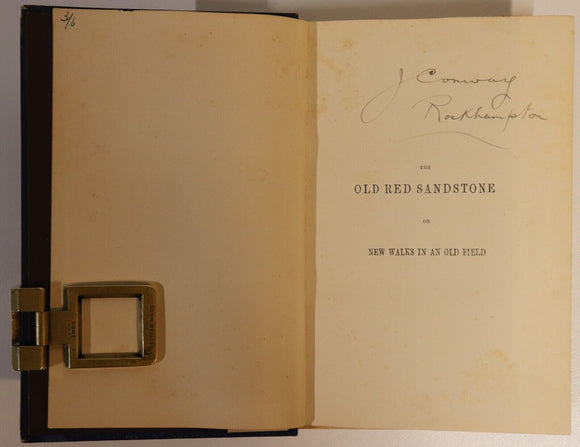 3/6
J Conway
Rockhampton
THE
OLD RED SANDSTONE
OR
NEW WALKS IN AN OLD FIELD